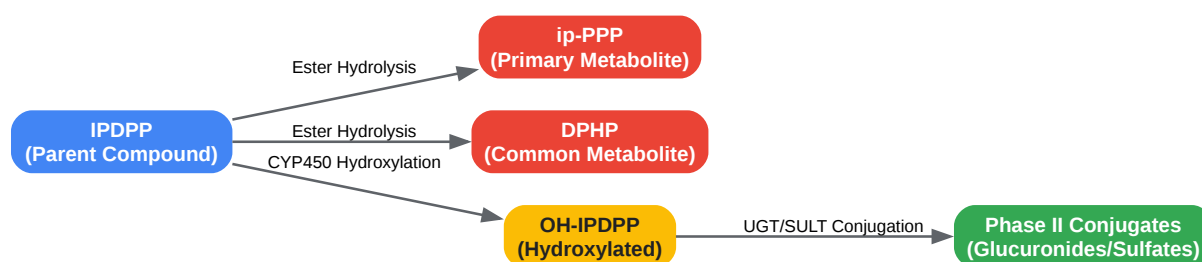 ip-PPP
(Primary Metabolite)
Ester Hydrolysis
IPDPP
(Parent Compound)
Ester Hydrolysis
DPHP
(Common Metabolite)
CYP450 Hydroxylation
OH-IPDPP
(Hydroxylated)
UGT/SULT Conjugation
Phase II Conjugates
(Glucuronides/Sulfates)